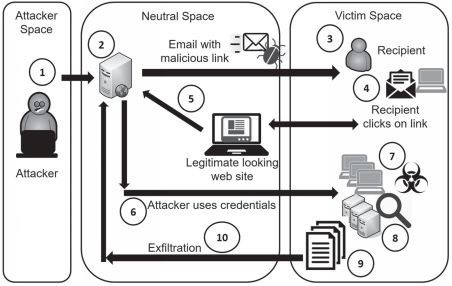 Attacker
Space
Neutral Space
Victim Space
1
2
Email with
malicious link
3
Recipient
4
5
Recipient
clicks on link
Attacker
Legitimate looking
web site
7
6
Attacker uses credentials
8
Exfiltration
10
9